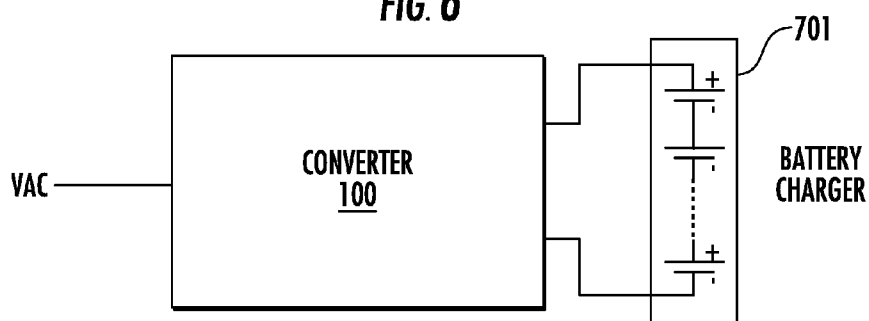 FIG. 6
701
+
-
-
+
-
VAC
CONVERTER
100
BATTERY
CHARGER